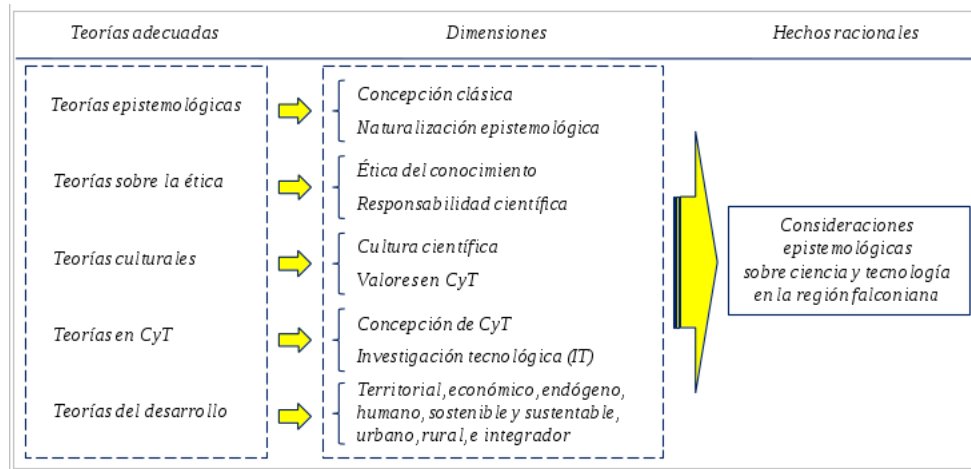 Teorías adecuadas
Dimensiones
Hechos racionales
Teorías epistemológicas
Concepción clásica
Naturalización epistemológica
Teorías sobre la ética
Ética del conocimiento
Responsabilidad científica
Teorías culturales
Cultura científica
Valores en CyT
Teorías en CyT
Concepción de CyT
Investigación tecnológica (IT)
Teorías del desarrollo
Territorial, económico, endógeno,
humano, sostenible y sustentable,
urbano, rural, e integrador
Consideraciones
epistemológicas
sobre ciencia y tecnología
en la región falconiana